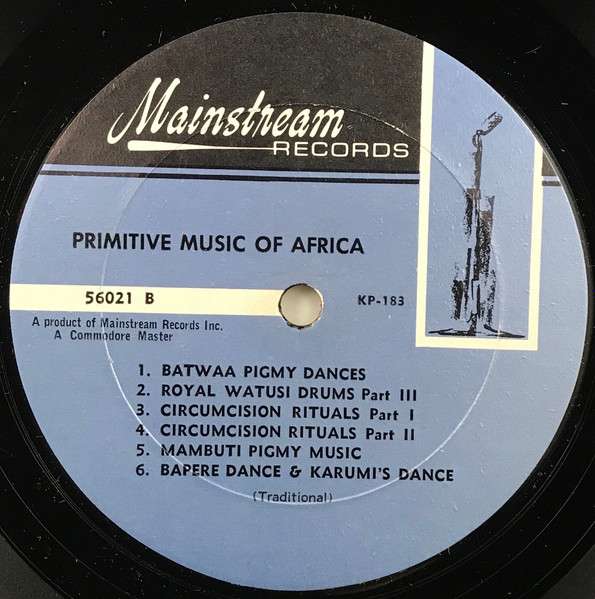 Mainstream
RECORDS
PRIMITIVE MUSIC OF AFRICA
56021 B
KP-183
A product of Mainstream Records Inc.
A Commodore Master
1. BATWAA PIGMY DANCES
2. ROYAL WATUSI DRUMS Part III
3. CIRCUMCISION RITUALS Part I
4. CIRCUMCISION RITUALS Part II
5. MAMBUTI PIGMY MUSIC
6. BAPERE DANCE & KARUMI'S DANCE
(Traditional)